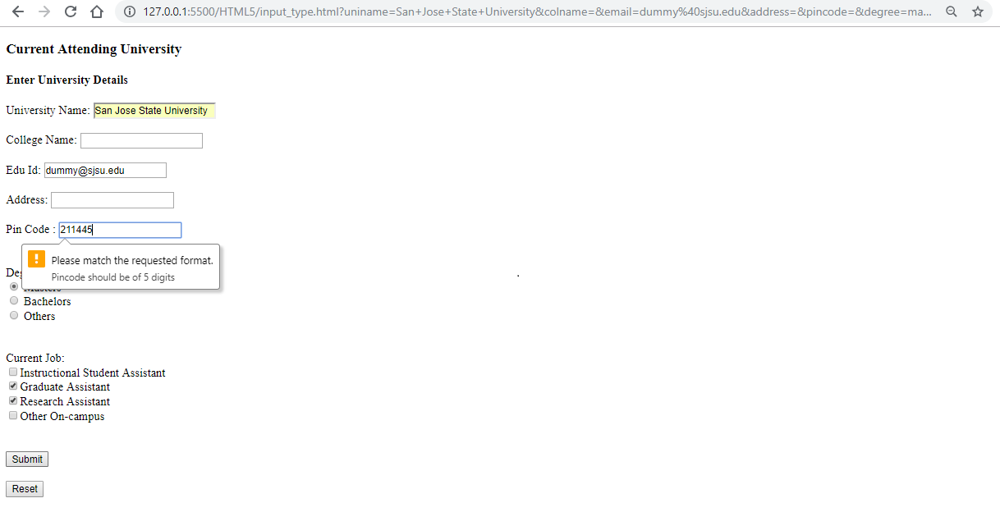 127.0.0.1:5500/HTML5/input_type.html?uniname=San+Jose+State+University&colname=&email=dummy%40sjsu.edu&address=&pincode=&degree=ma...
Current Attending University
Enter University Details
University Name: San Jose State University
College Name:
Edu Id: dummy@sjsu.edu
Address:
Pin Code : 211445
Please match the requested format.
Pincode should be of 5 digits
Bachelors
Others
Current Job:
Instructional Student Assistant
Graduate Assistant
Research Assistant
Other On-campus
Submit
Reset